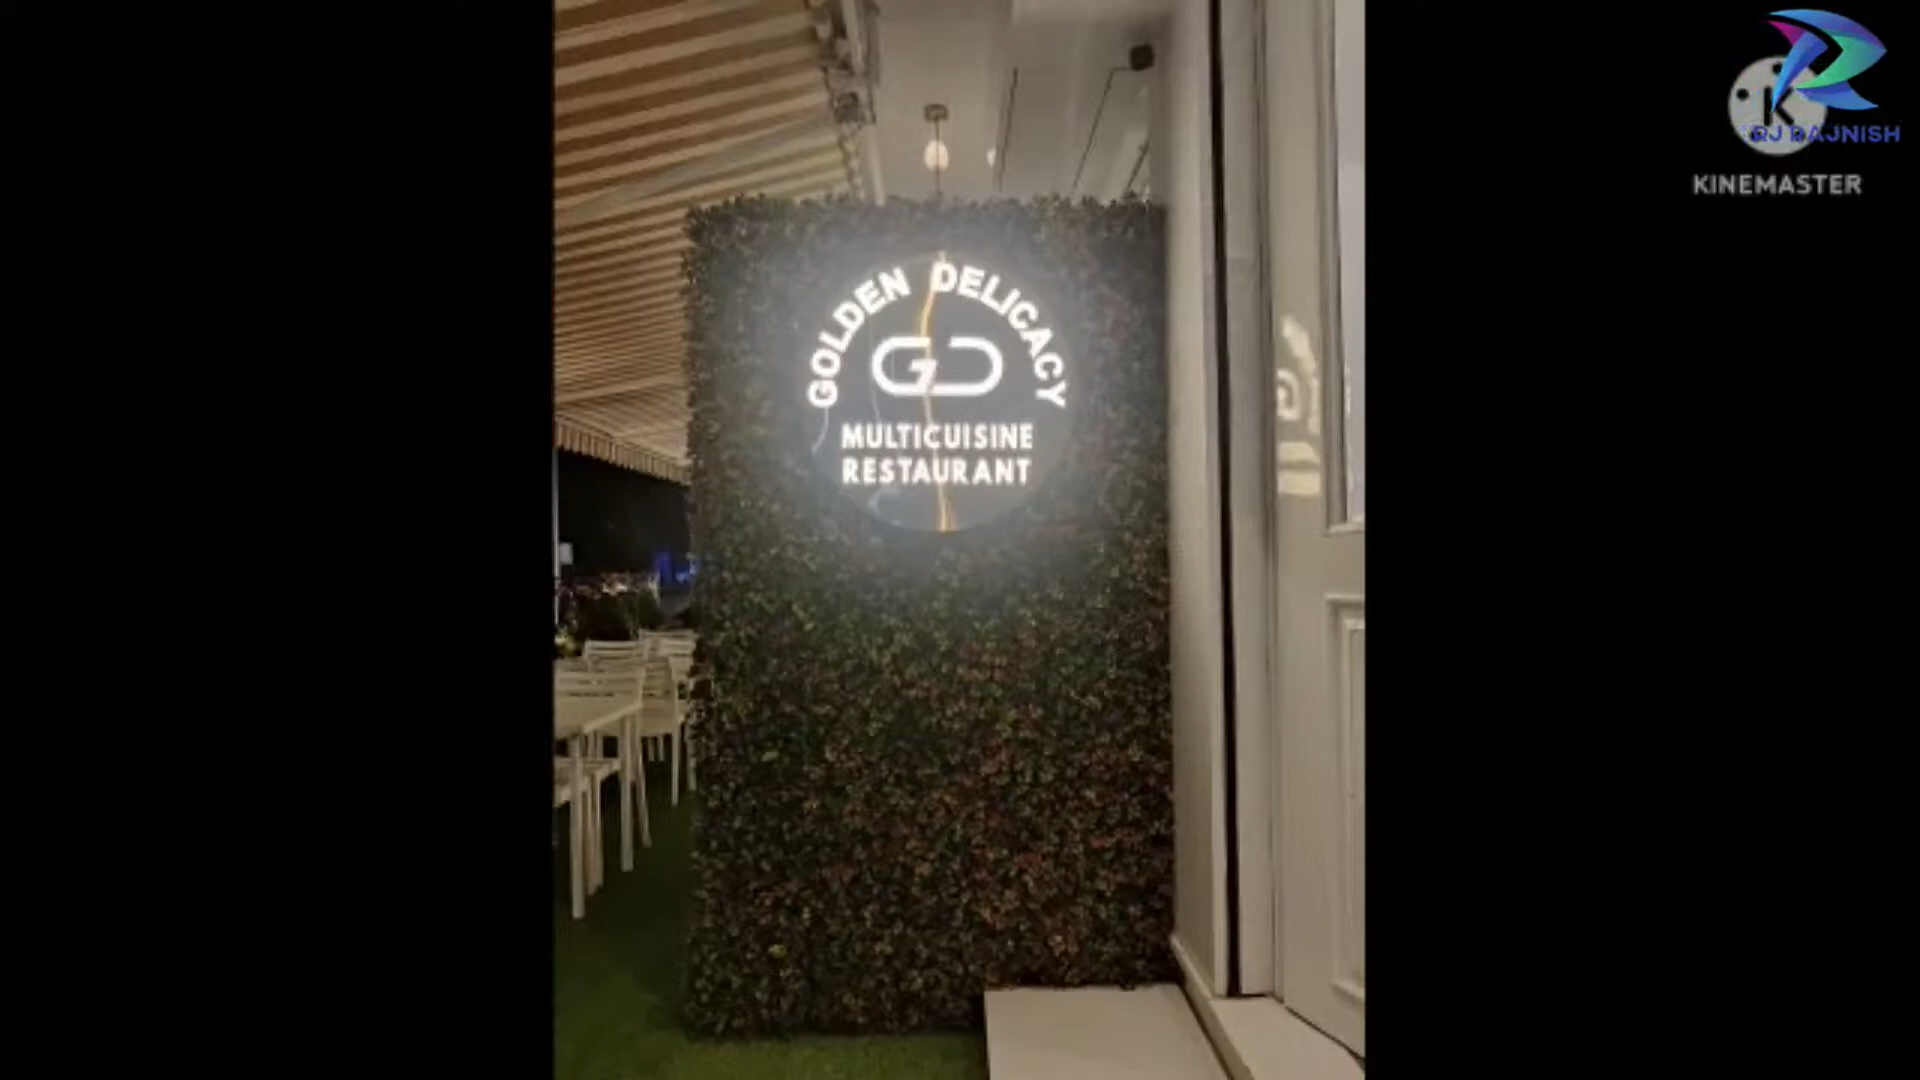 GOLDEN DELICACY
GD
MULTICUISINE
RESTAURANT
RJ RAJNISH
KINEMASTER